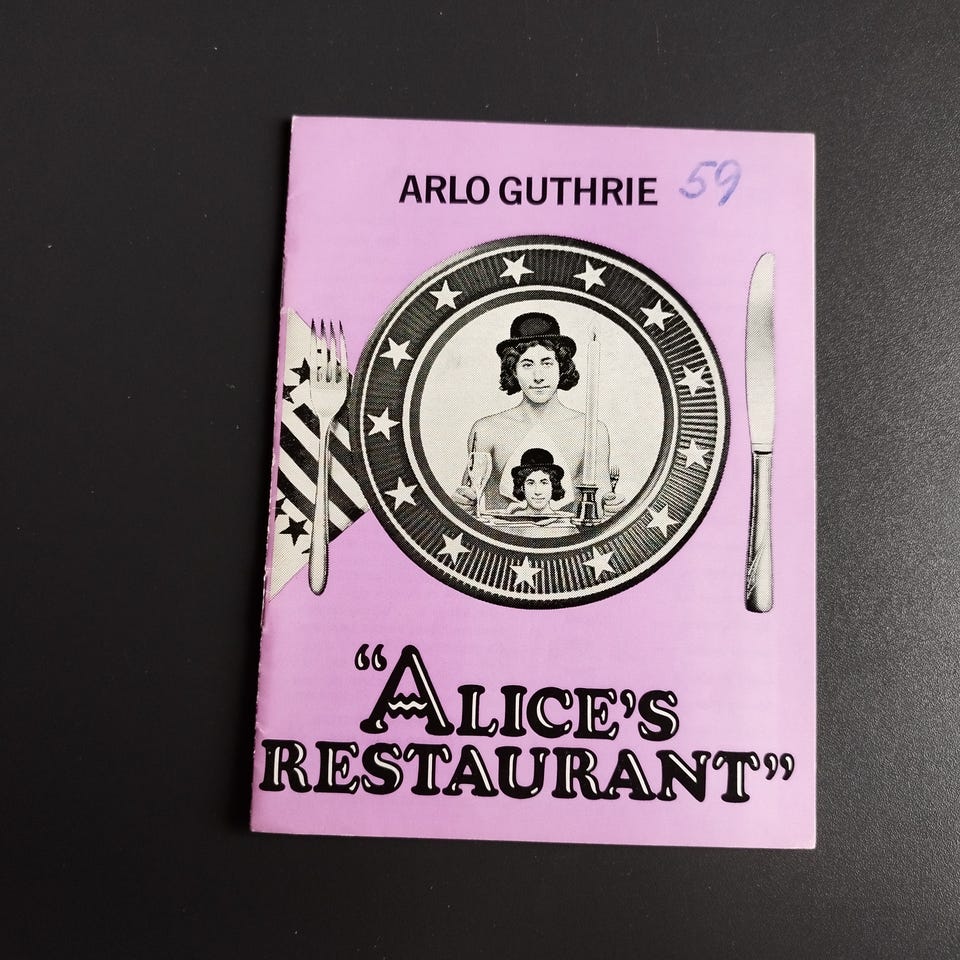 ARLO GUTHRIE 59
“ALICE’S
RESTAURANT”